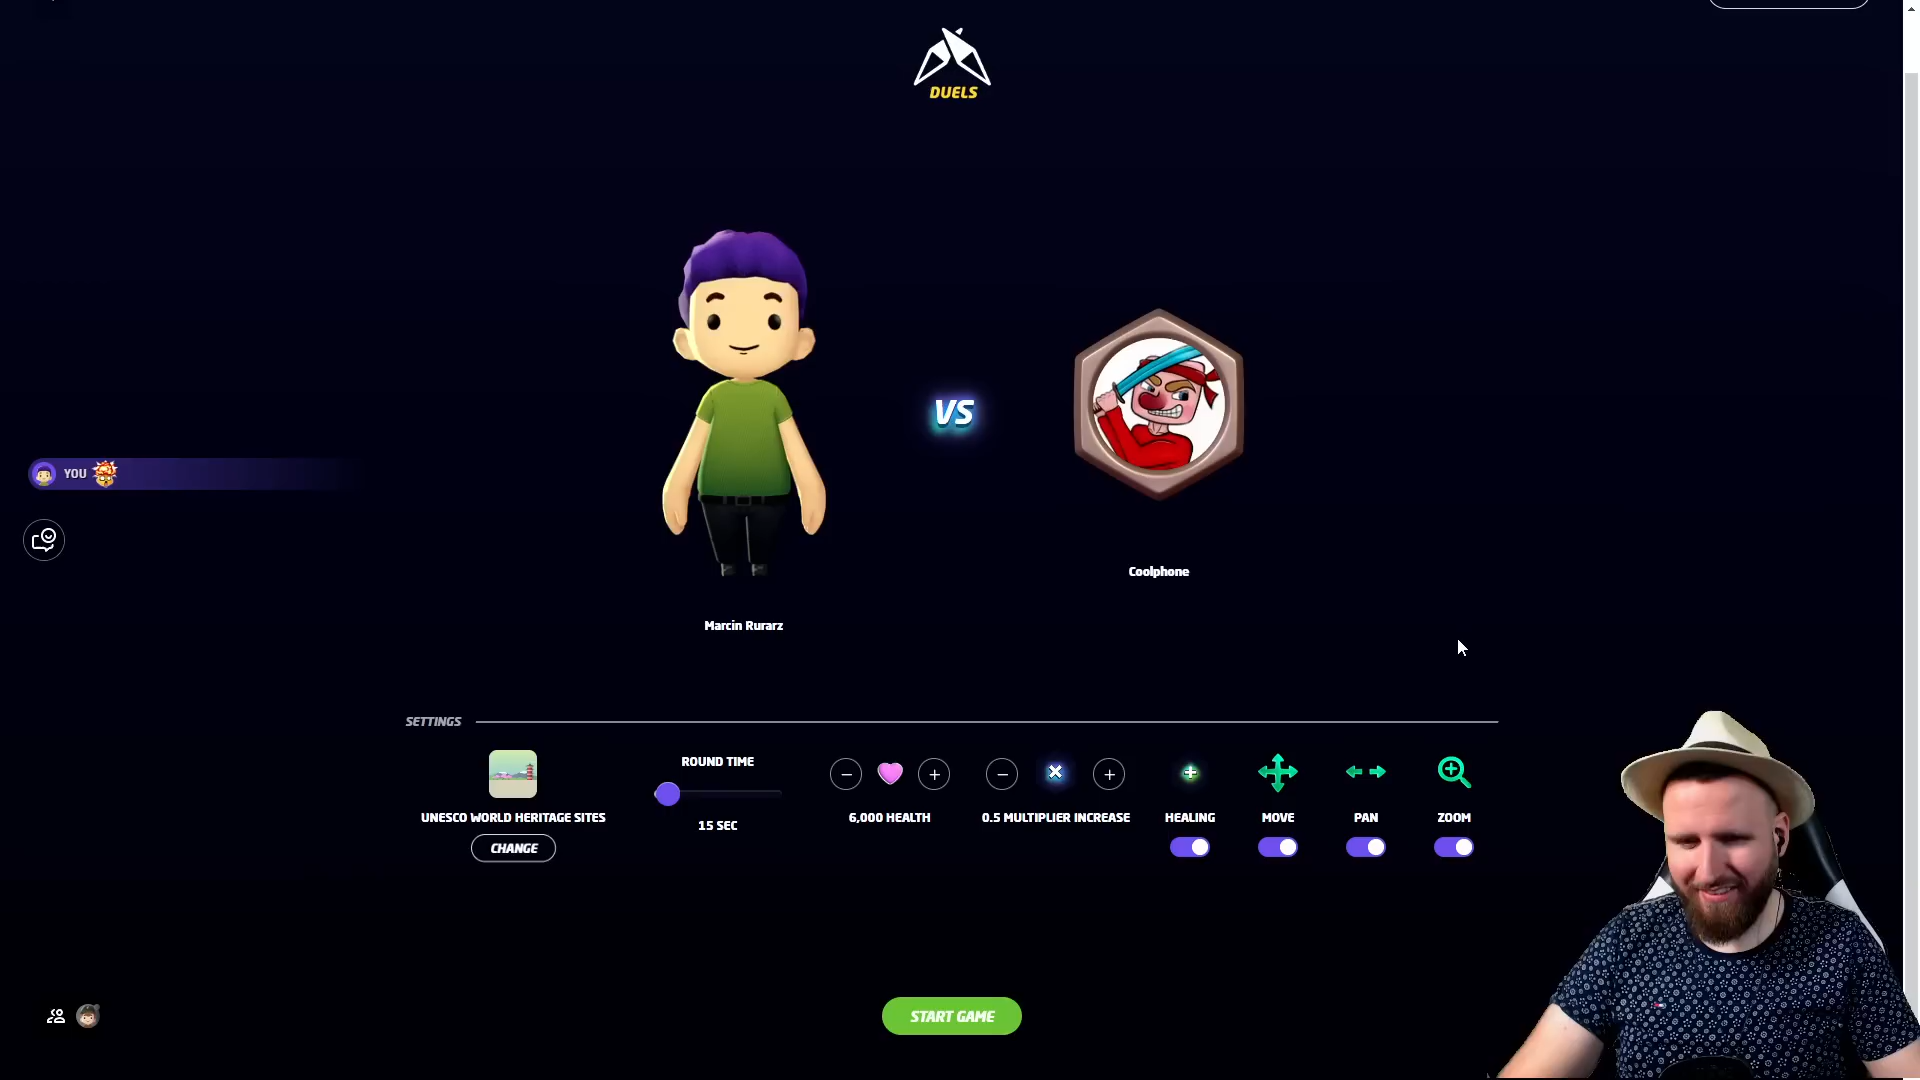 DUELS
VS
YOU
Coolphone
Marcin Rurarz
SETTINGS
ROUND TIME
15 SEC
UNESCO WORLD HERITAGE SITES
CHANGE
6,000 HEALTH
0.5 MULTIPLIER INCREASE
HEALING
MOVE
PAN
ZOOM
START GAME